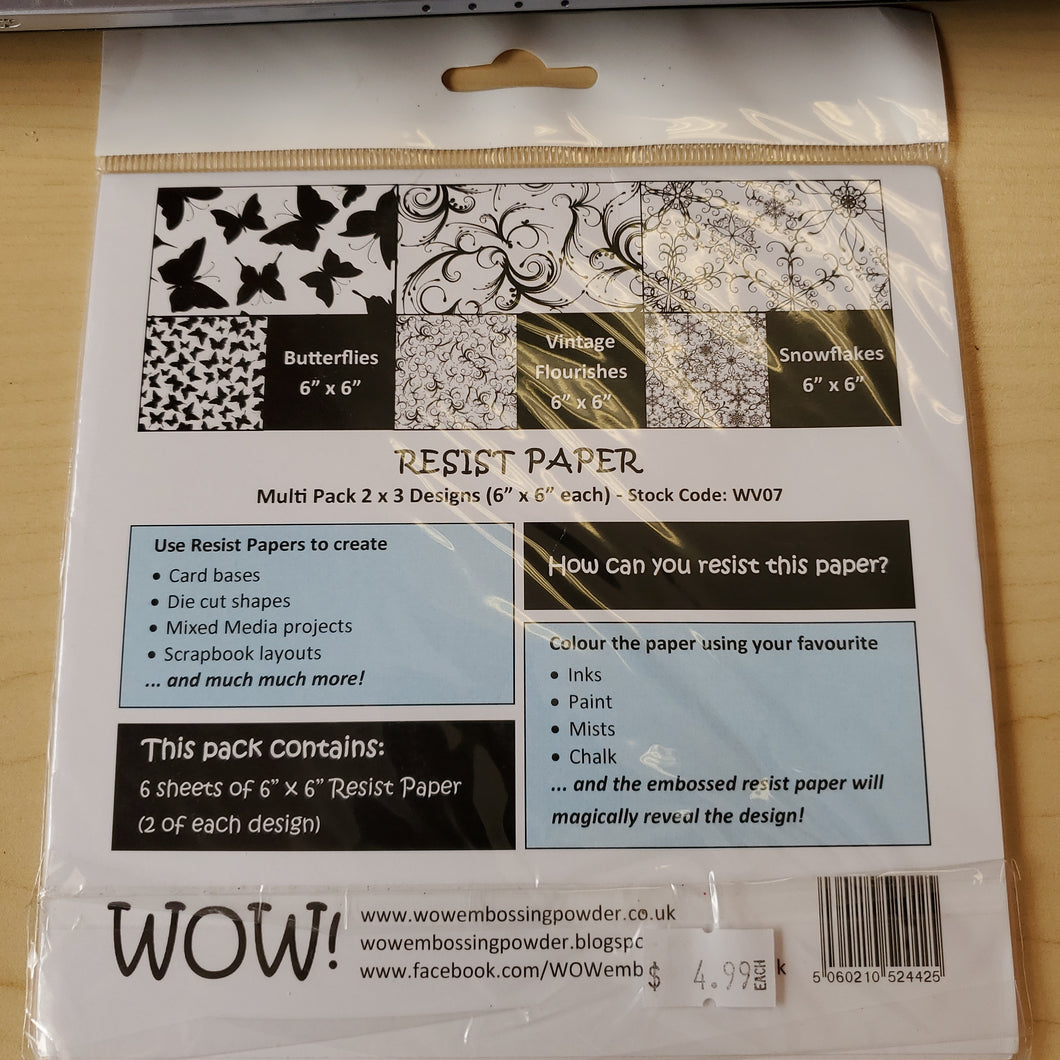 Butterflies
6” x 6”
Vintage
Flourishes
6” x 6”
Snowflakes
6” x 6”
RESIST PAPER
Multi Pack 2 x 3 Designs (6” x 6” each) - Stock Code: WV07
Use Resist Papers to create
• Card bases
• Die cut shapes
• Mixed Media projects
• Scrapbook layouts
... and much much more!
How can you resist this paper?
Colour the paper using your favourite
• Inks
• Paint
• Mists
• Chalk
... and the embossed resist paper will
magically reveal the design!
This pack contains:
6 sheets of 6” x 6” Resist Paper
(2 of each design)
WOW!
www.wowembossingpowder.co.uk
wowembossingpowder.blogspo
www.facebook.com/WOWemb
$ 4.99 EACH
k
5 060210 524425